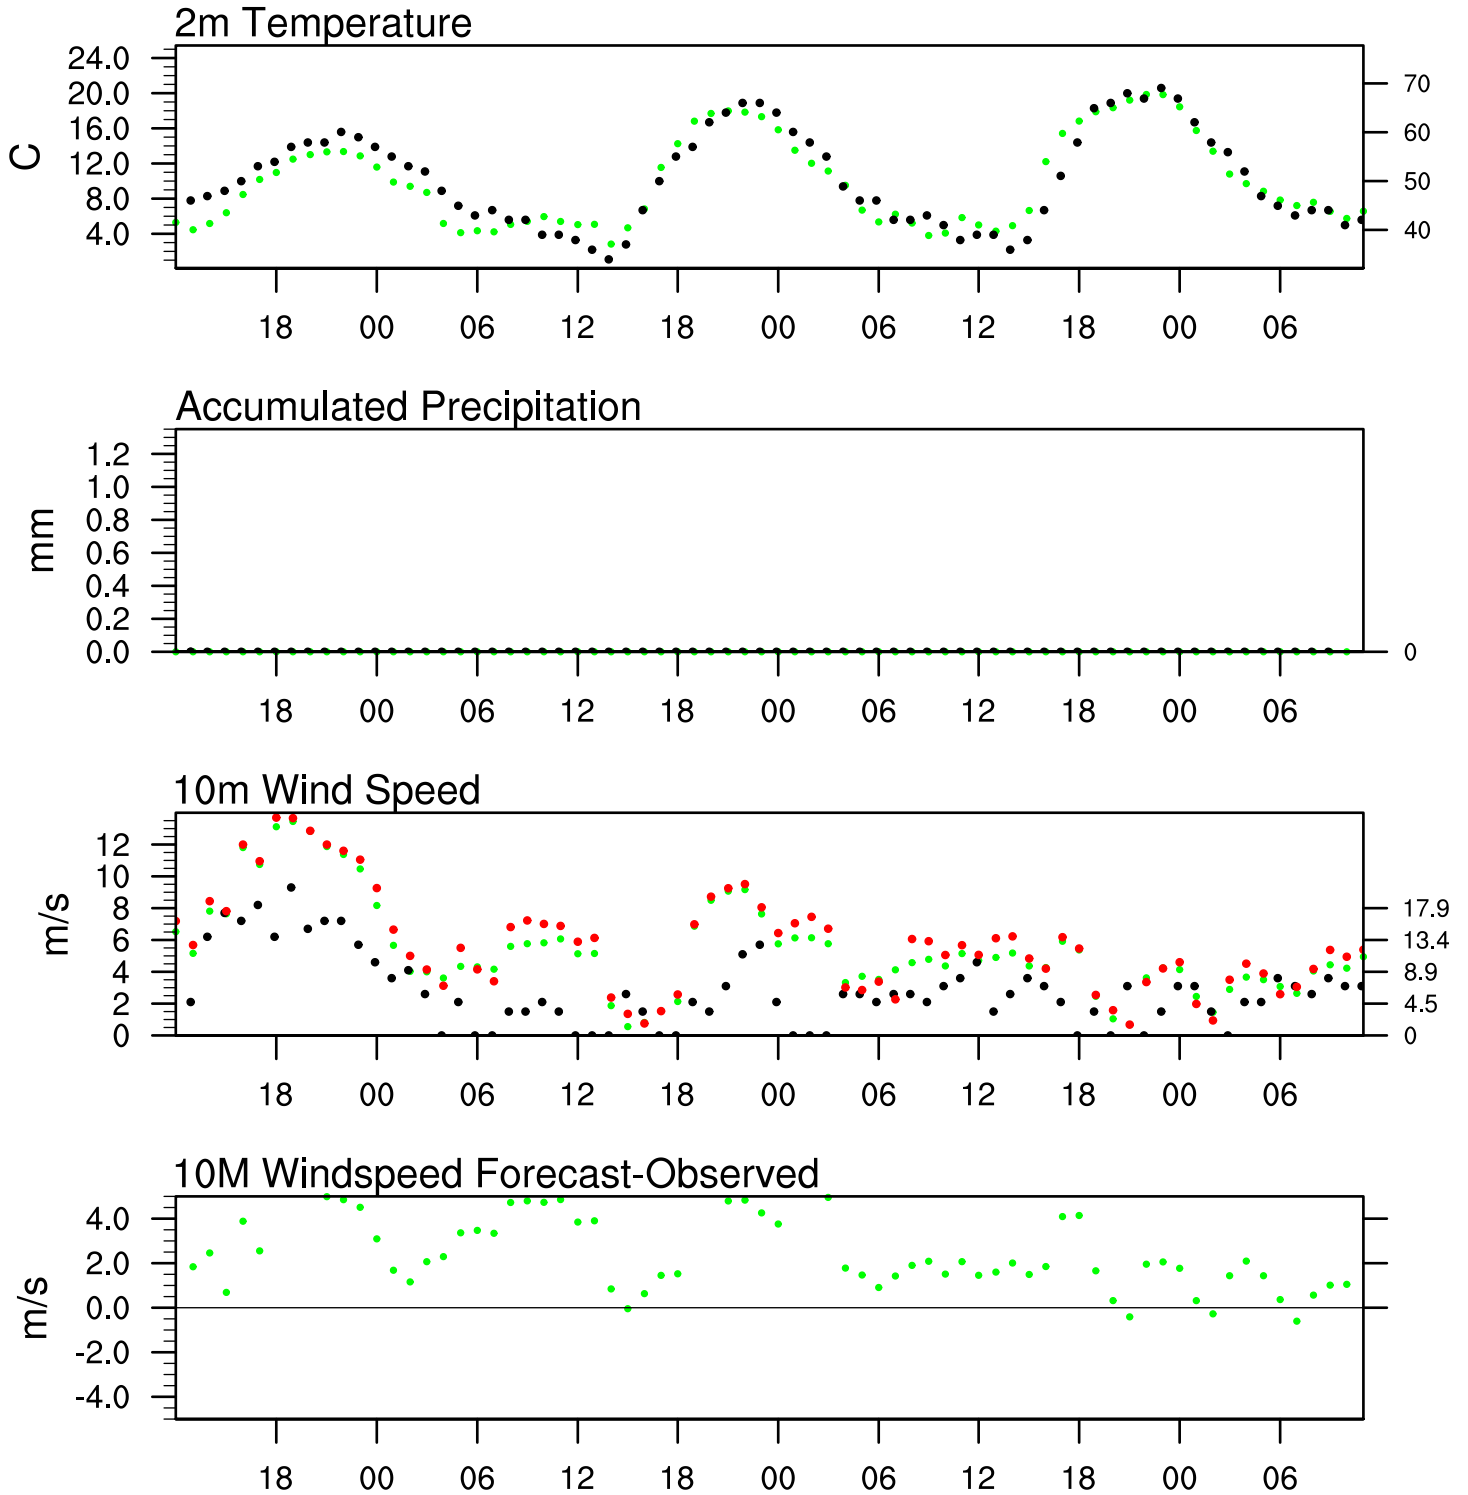 2m Temperature
24.0
20.0
16.0
12.0
8.0
4.0
C
70
60
50
40
18 00 06 12 18 00 06 12 18 00 06
Accumulated Precipitation
1.2
1.0
0.8
0.6
0.4
0.2
0.0
mm
0
18 00 06 12 18 00 06 12 18 00 06
10m Wind Speed
12
10
8
6
4
2
0
m/s
17.9
13.4
8.9
4.5
0
18 00 06 12 18 00 06 12 18 00 06
10M Windspeed Forecast-Observed
4.0
2.0
0.0
-2.0
-4.0
m/s
18 00 06 12 18 00 06 12 18 00 06